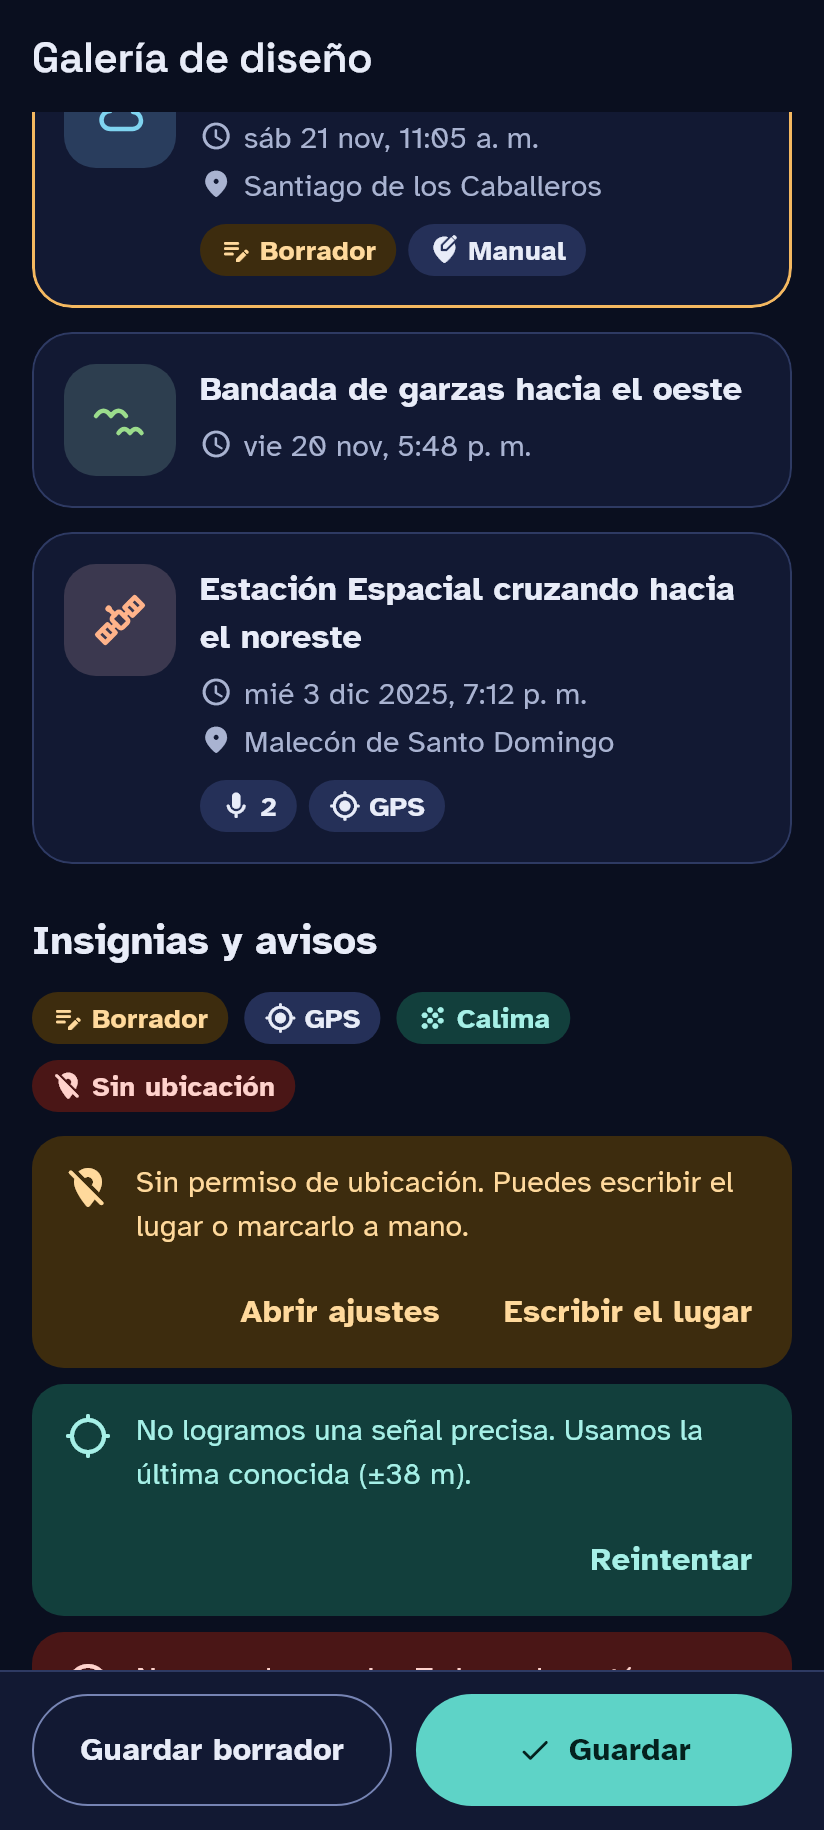 Galería de diseño
sáb 21 nov, 11:05 a. m.
Santiago de los Caballeros
Borrador Manual
Bandada de garzas hacia el oeste
vie 20 nov, 5:48 p. m.
Estación Espacial cruzando hacia
el noreste
mié 3 dic 2025, 7:12 p. m.
Malecón de Santo Domingo
2 GPS
Insignias y avisos
Borrador GPS Calima
Sin ubicación
Sin permiso de ubicación. Puedes escribir el
lugar o marcarlo a mano.
Abrir ajustes Escribir el lugar
No logramos una señal precisa. Usamos la
última conocida (±38 m).
Reintentar
Guardar borrador Guardar